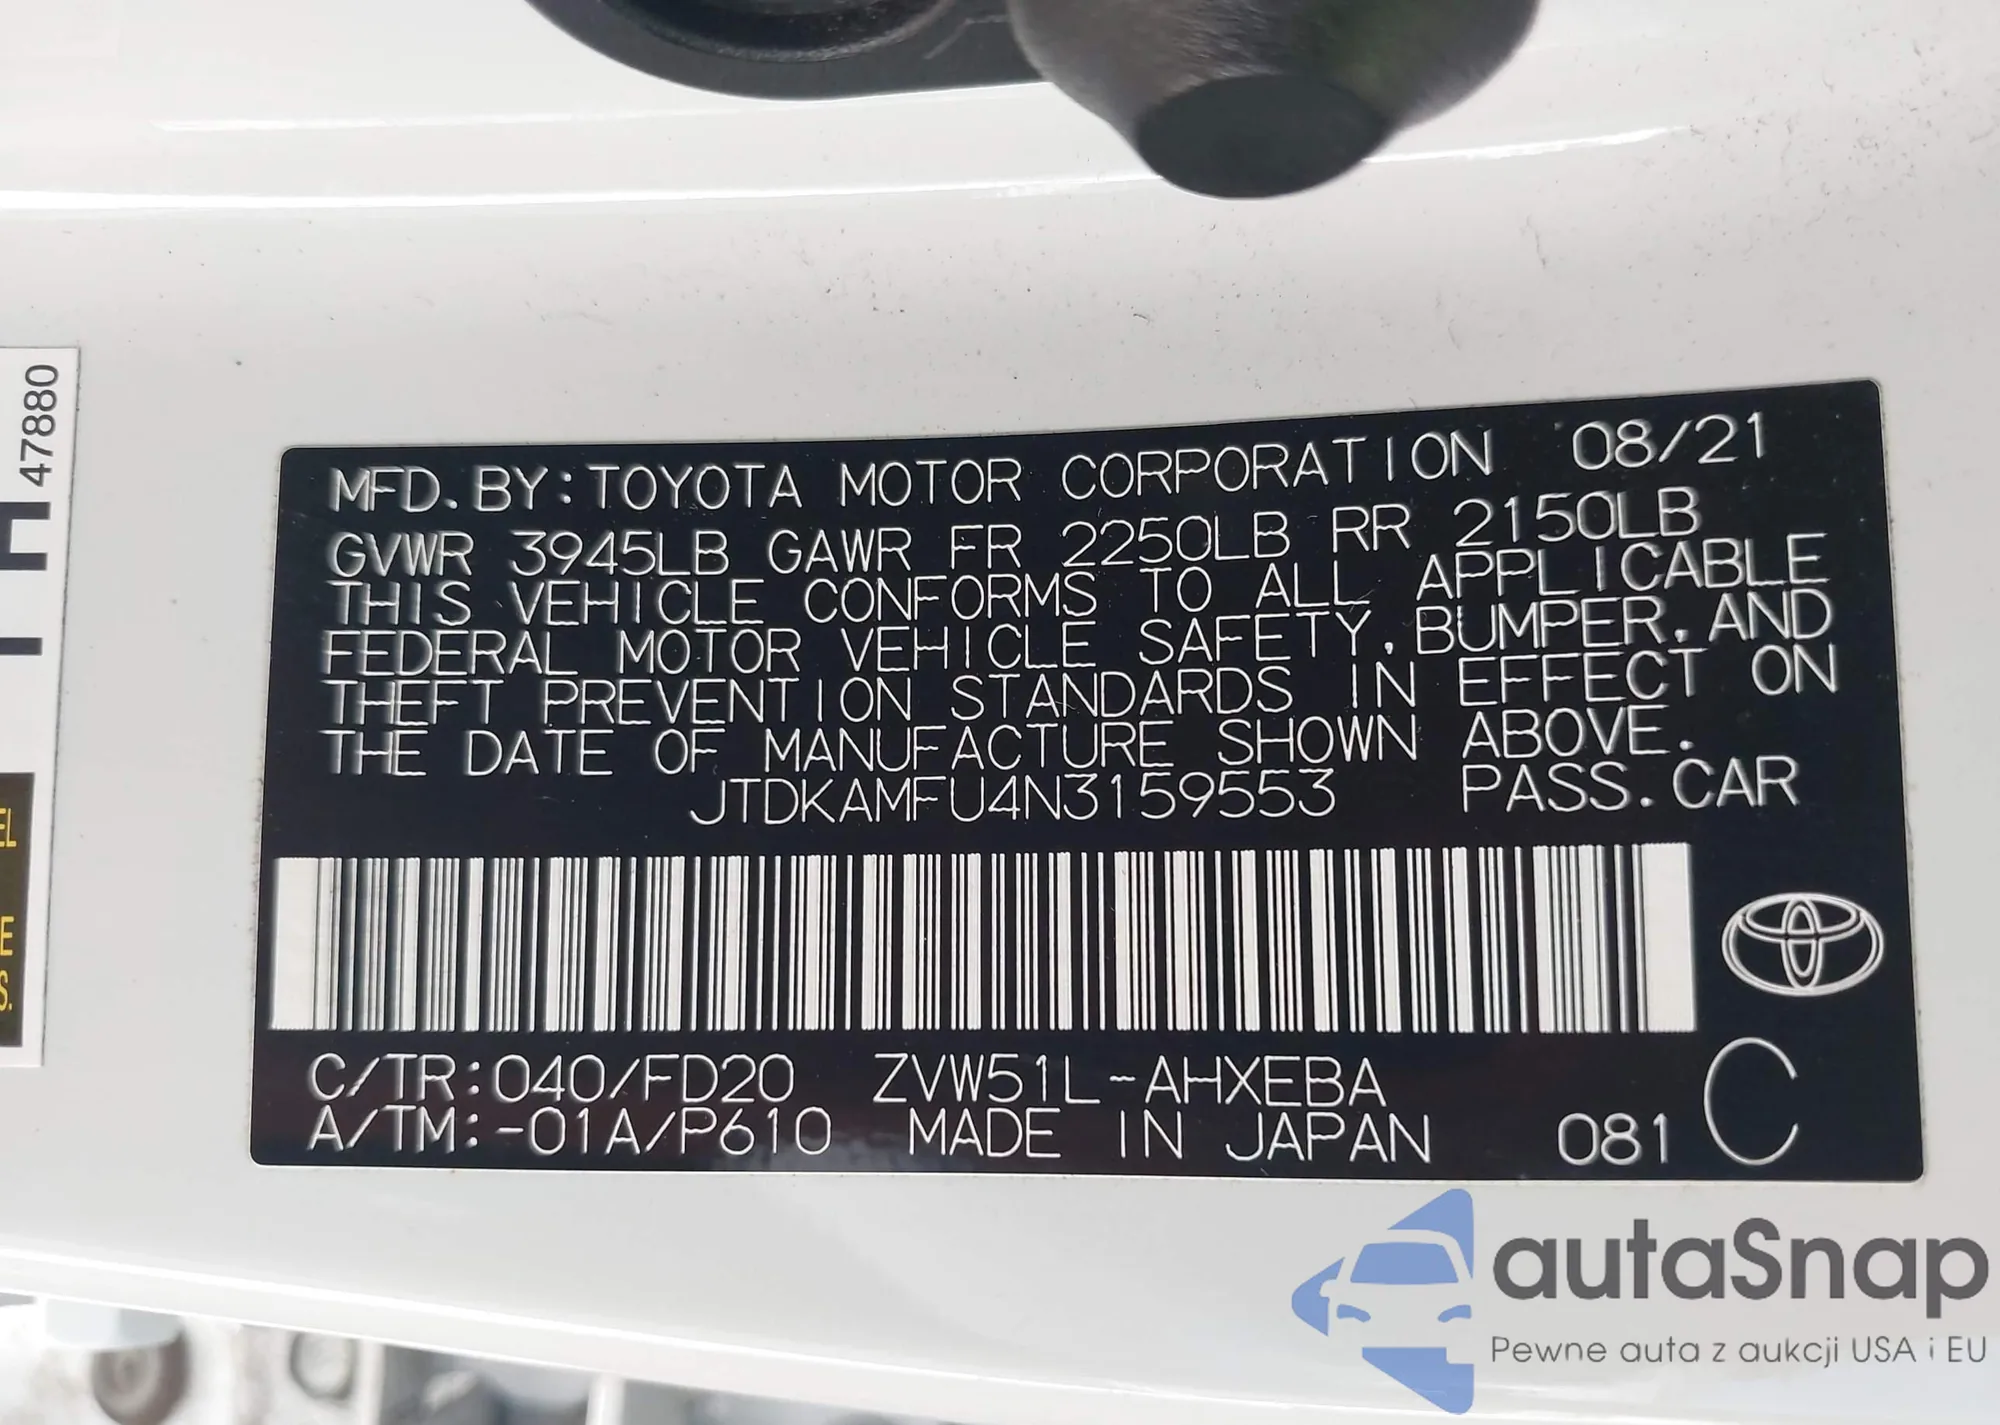 47880
MFD. BY: TOYOTA MOTOR CORPORATION 08/21
GVWR 3945LB GAWR FR 2250LB RR 2150LB
THIS VEHICLE CONFORMS TO ALL APPLICABLE
FEDERAL MOTOR VEHICLE SAFETY, BUMPER, AND
THEFT PREVENTION STANDARDS IN EFFECT ON
THE DATE OF MANUFACTURE SHOWN ABOVE.
JTDKAMFU4N3159553 PASS. CAR
C/TR: 040/FD20 ZVW51L-AHXEBA
A/TM: -01A/P610 MADE IN JAPAN 081 C
autaSnap
Pewne auta z aukcji USA i EU